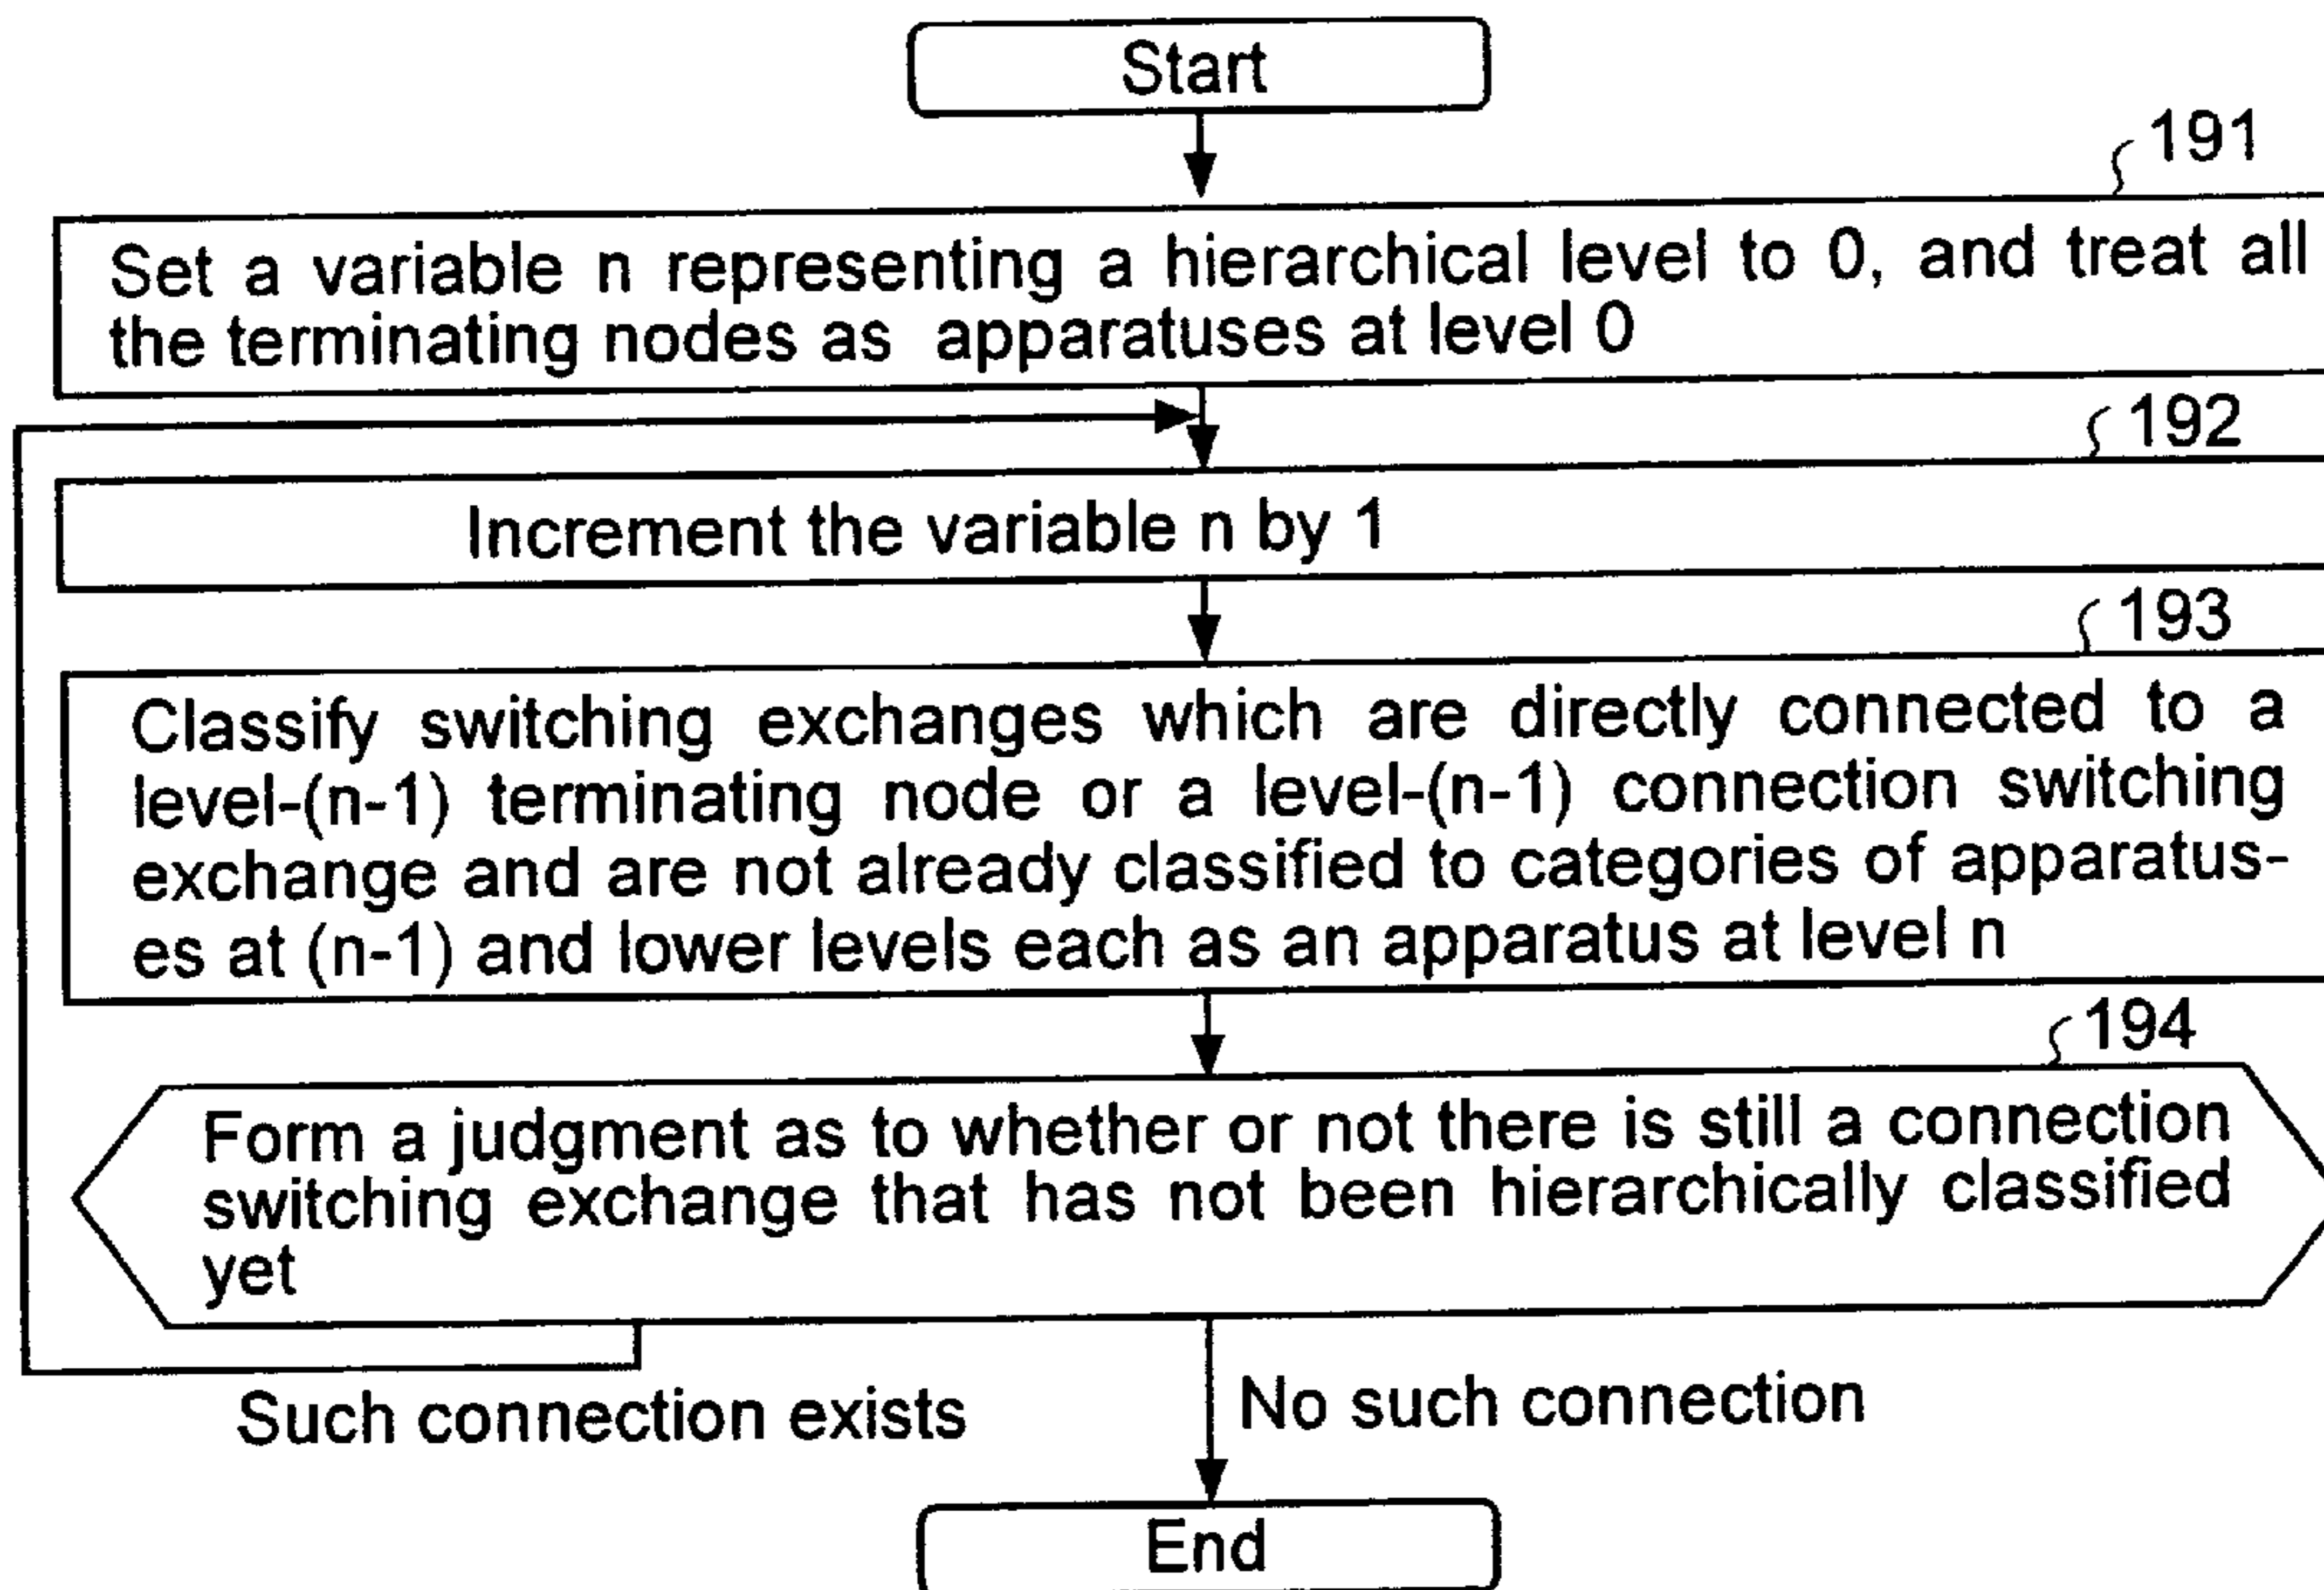 Start
191
Set a variable n representing a hierarchical level to 0, and treat all
the terminating nodes as apparatuses at level 0
192
Increment the variable n by 1
193
Classify switching exchanges which are directly connected to a
level-(n-1) terminating node or a level-(n-1) connection switching
exchange and are not already classified to categories of apparatus-
es at (n-1) and lower levels each as an apparatus at level n
194
Form a judgment as to whether or not there is still a connection
switching exchange that has not been hierarchically classified
yet
Such connection exists
No such connection
End